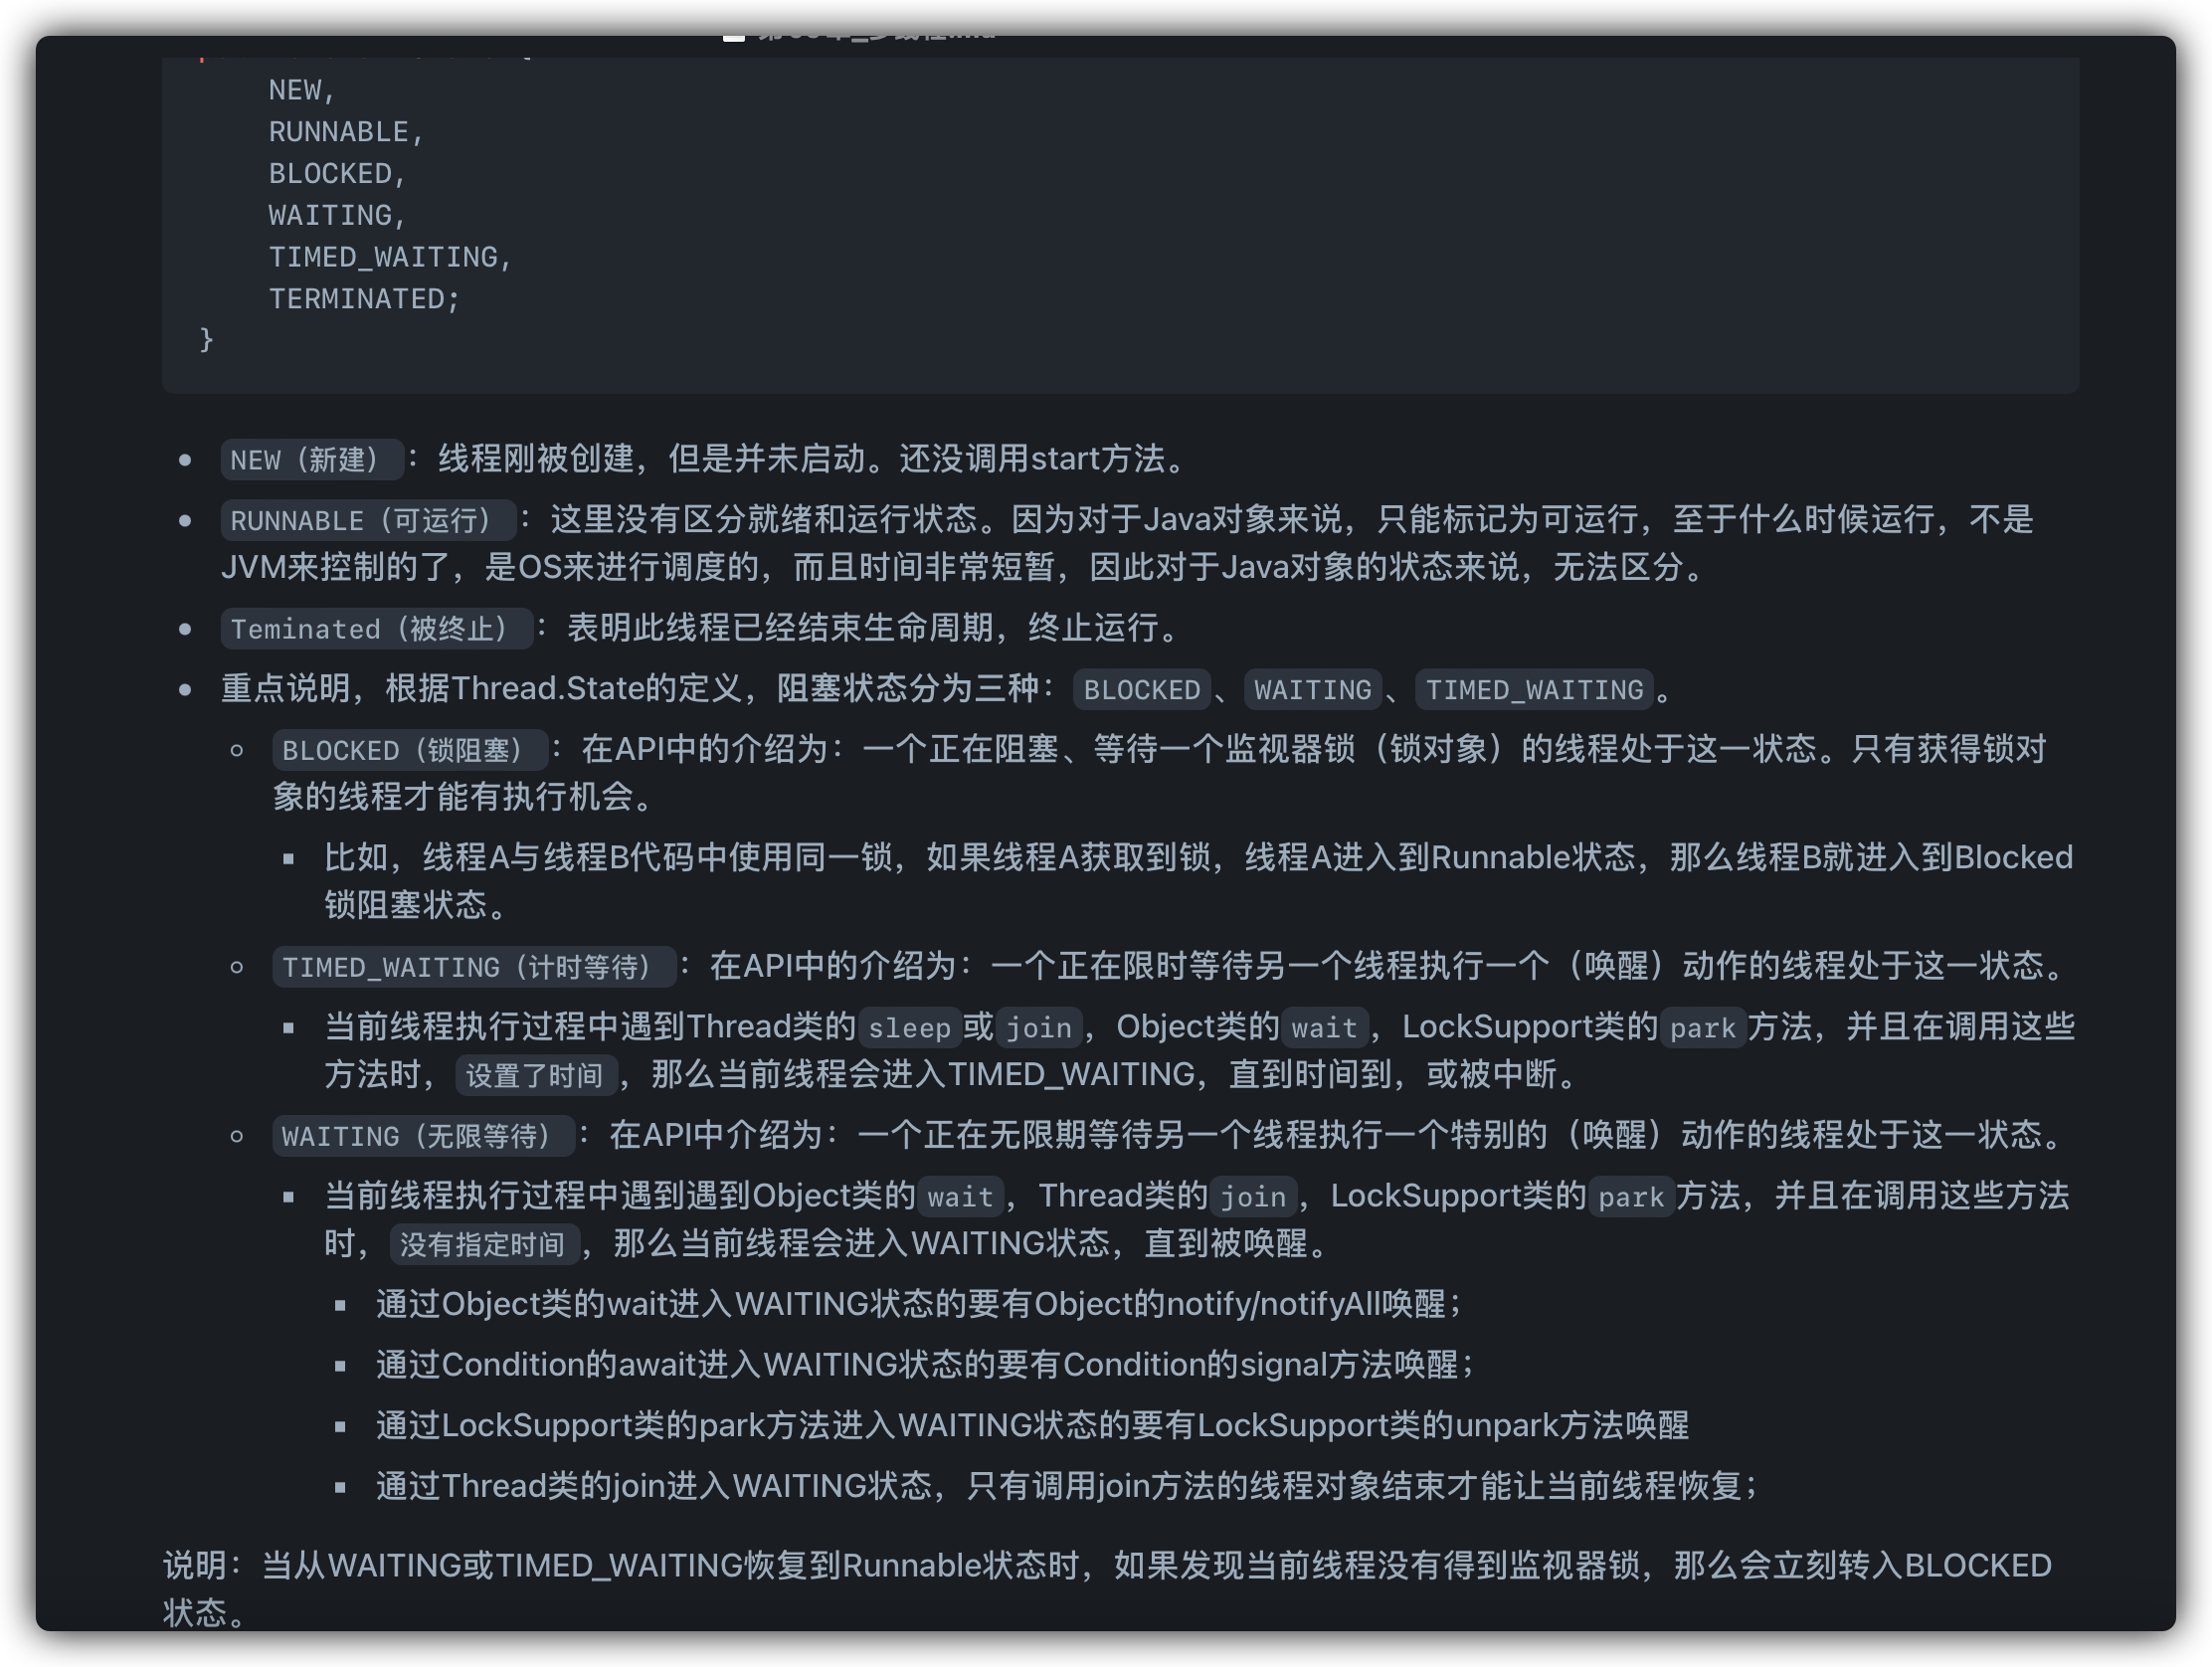 NEW,
RUNNABLE,
BLOCKED,
WAITING,
TIMED_WAITING,
TERMINATED;
}
NEW（新建）：线程刚被创建，但是并未启动。还没调用start方法。
RUNNABLE（可运行）：这里没有区分就绪和运行状态。因为对于Java对象来说，只能标记为可运行，至于什么时候运行，不是
JVM来控制的了，是OS来进行调度的，而且时间非常短暂，因此对于Java对象的状态来说，无法区分。
Teminated（被终止）：表明此线程已经结束生命周期，终止运行。
重点说明，根据Thread.State的定义，阻塞状态分为三种：BLOCKED、WAITING、TIMED_WAITING。
BLOCKED（锁阻塞）：在API中的介绍为：一个正在阻塞、等待一个监视器锁（锁对象）的线程处于这一状态。只有获得锁对
象的线程才能有执行机会。
比如，线程A与线程B代码中使用同一锁，如果线程A获取到锁，线程A进入到Runnable状态，那么线程B就进入到Blocked
锁阻塞状态。
TIMED_WAITING（计时等待）：在API中的介绍为：一个正在限时等待另一个线程执行一个（唤醒）动作的线程处于这一状态。
当前线程执行过程中遇到Thread类的sleep或join，Object类的wait，LockSupport类的park方法，并且在调用这些
方法时，设置了时间，那么当前线程会进入TIMED_WAITING，直到时间到，或被中断。
WAITING（无限等待）：在API中介绍为：一个正在无限期等待另一个线程执行一个特别的（唤醒）动作的线程处于这一状态。
当前线程执行过程中遇到遇到Object类的wait，Thread类的join，LockSupport类的park方法，并且在调用这些方法
时，没有指定时间，那么当前线程会进入WAITING状态，直到被唤醒。
通过Object类的wait进入WAITING状态的要有Object的notify/notifyAll唤醒；
通过Condition的await进入WAITING状态的要有Condition的signal方法唤醒；
通过LockSupport类的park方法进入WAITING状态的要有LockSupport类的unpark方法唤醒
通过Thread类的join进入WAITING状态，只有调用join方法的线程对象结束才能让当前线程恢复；
说明：当从WAITING或TIMED_WAITING恢复到Runnable状态时，如果发现当前线程没有得到监视器锁，那么会立刻转入BLOCKED
状态。